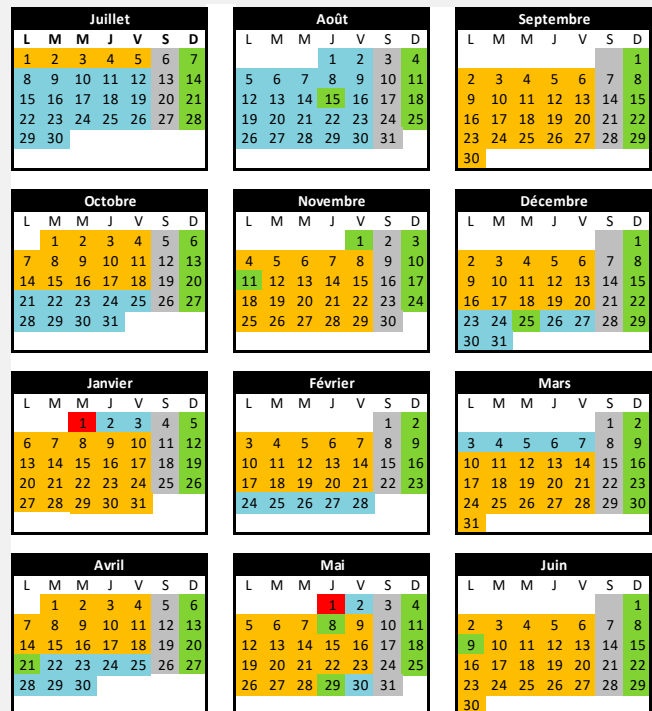 Juillet
L M M J V S D
1 2 3 4 5 6 7
8 9 10 11 12 13 14
15 16 17 18 19 20 21
22 23 24 25 26 27 28
29 30
Août
L M M J V S D
1 2 3 4
5 6 7 8 9 10 11
12 13 14 15 16 17 18
19 20 21 22 23 24 25
26 27 28 29 30 31
Septembre
L M M J V S D
1
2 3 4 5 6 7 8
9 10 11 12 13 14 15
16 17 18 19 20 21 22
23 24 25 26 27 28 29
30
Octobre
L M M J V S D
1 2 3 4 5 6
7 8 9 10 11 12 13
14 15 16 17 18 19 20
21 22 23 24 25 26 27
28 29 30 31
Novembre
L M M J V S D
1 2 3
4 5 6 7 8 9 10
11 12 13 14 15 16 17
18 19 20 21 22 23 24
25 26 27 28 29 30
Décembre
L M M J V S D
1
2 3 4 5 6 7 8
9 10 11 12 13 14 15
16 17 18 19 20 21 22
23 24 25 26 27 28 29
30 31
Janvier
L M M J V S D
1 2 3 4 5
6 7 8 9 10 11 12
13 14 15 16 17 18 19
20 21 22 23 24 25 26
27 28 29 30 31
Février
L M M J V S D
1 2
3 4 5 6 7 8 9
10 11 12 13 14 15 16
17 18 19 20 21 22 23
24 25 26 27 28
Mars
L M M J V S D
1 2
3 4 5 6 7 8 9
10 11 12 13 14 15 16
17 18 19 20 21 22 23
24 25 26 27 28 29 30
31
Avril
L M M J V S D
1 2 3 4 5 6
7 8 9 10 11 12 13
14 15 16 17 18 19 20
21 22 23 24 25 26 27
28 29 30
Mai
L M M J V S D
1 2 3 4
5 6 7 8 9 10 11
12 13 14 15 16 17 18
19 20 21 22 23 24 25
26 27 28 29 30 31
Juin
L M M J V S D
1
2 3 4 5 6 7 8
9 10 11 12 13 14 15
16 17 18 19 20 21 22
23 24 25 26 27 28 29
30